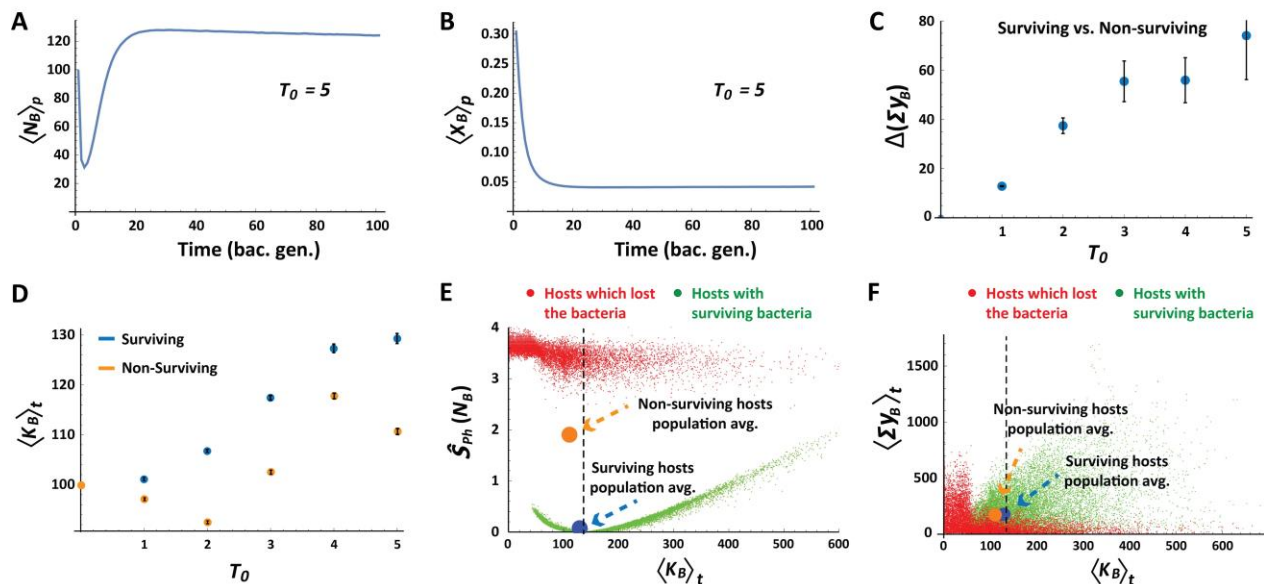 A
⟨N_B⟩_p
120
100
80
60
40
20
T_0 = 5
0 20 40 60 80 100
Time (bac. gen.)
B
⟨X_B⟩_p
0.30
0.25
0.20
0.15
0.10
0.05
T_0 = 5
0 20 40 60 80 100
Time (bac. gen.)
C
Surviving vs. Non-surviving
Δ(Σy_B)
80
60
40
20
0
1 2 3 4 5
T_0
D
⟨K_B⟩_t
130
120
110
100
Surviving
Non-Surviving
1 2 3 4 5
T_0
E
Hosts which lost
the bacteria
Hosts with
surviving bacteria
Ŝ_ph (N_B)
4
3
2
1
0
Non-surviving hosts
population avg.
Surviving hosts
population avg.
0 100 200 300 400 500 600
⟨K_B⟩_t
F
Hosts which lost
the bacteria
Hosts with
surviving bacteria
⟨Σy_B⟩_t
1500
1000
500
0
Non-surviving hosts
population avg.
Surviving hosts
population avg.
0 100 200 300 400 500 600
⟨K_B⟩_t